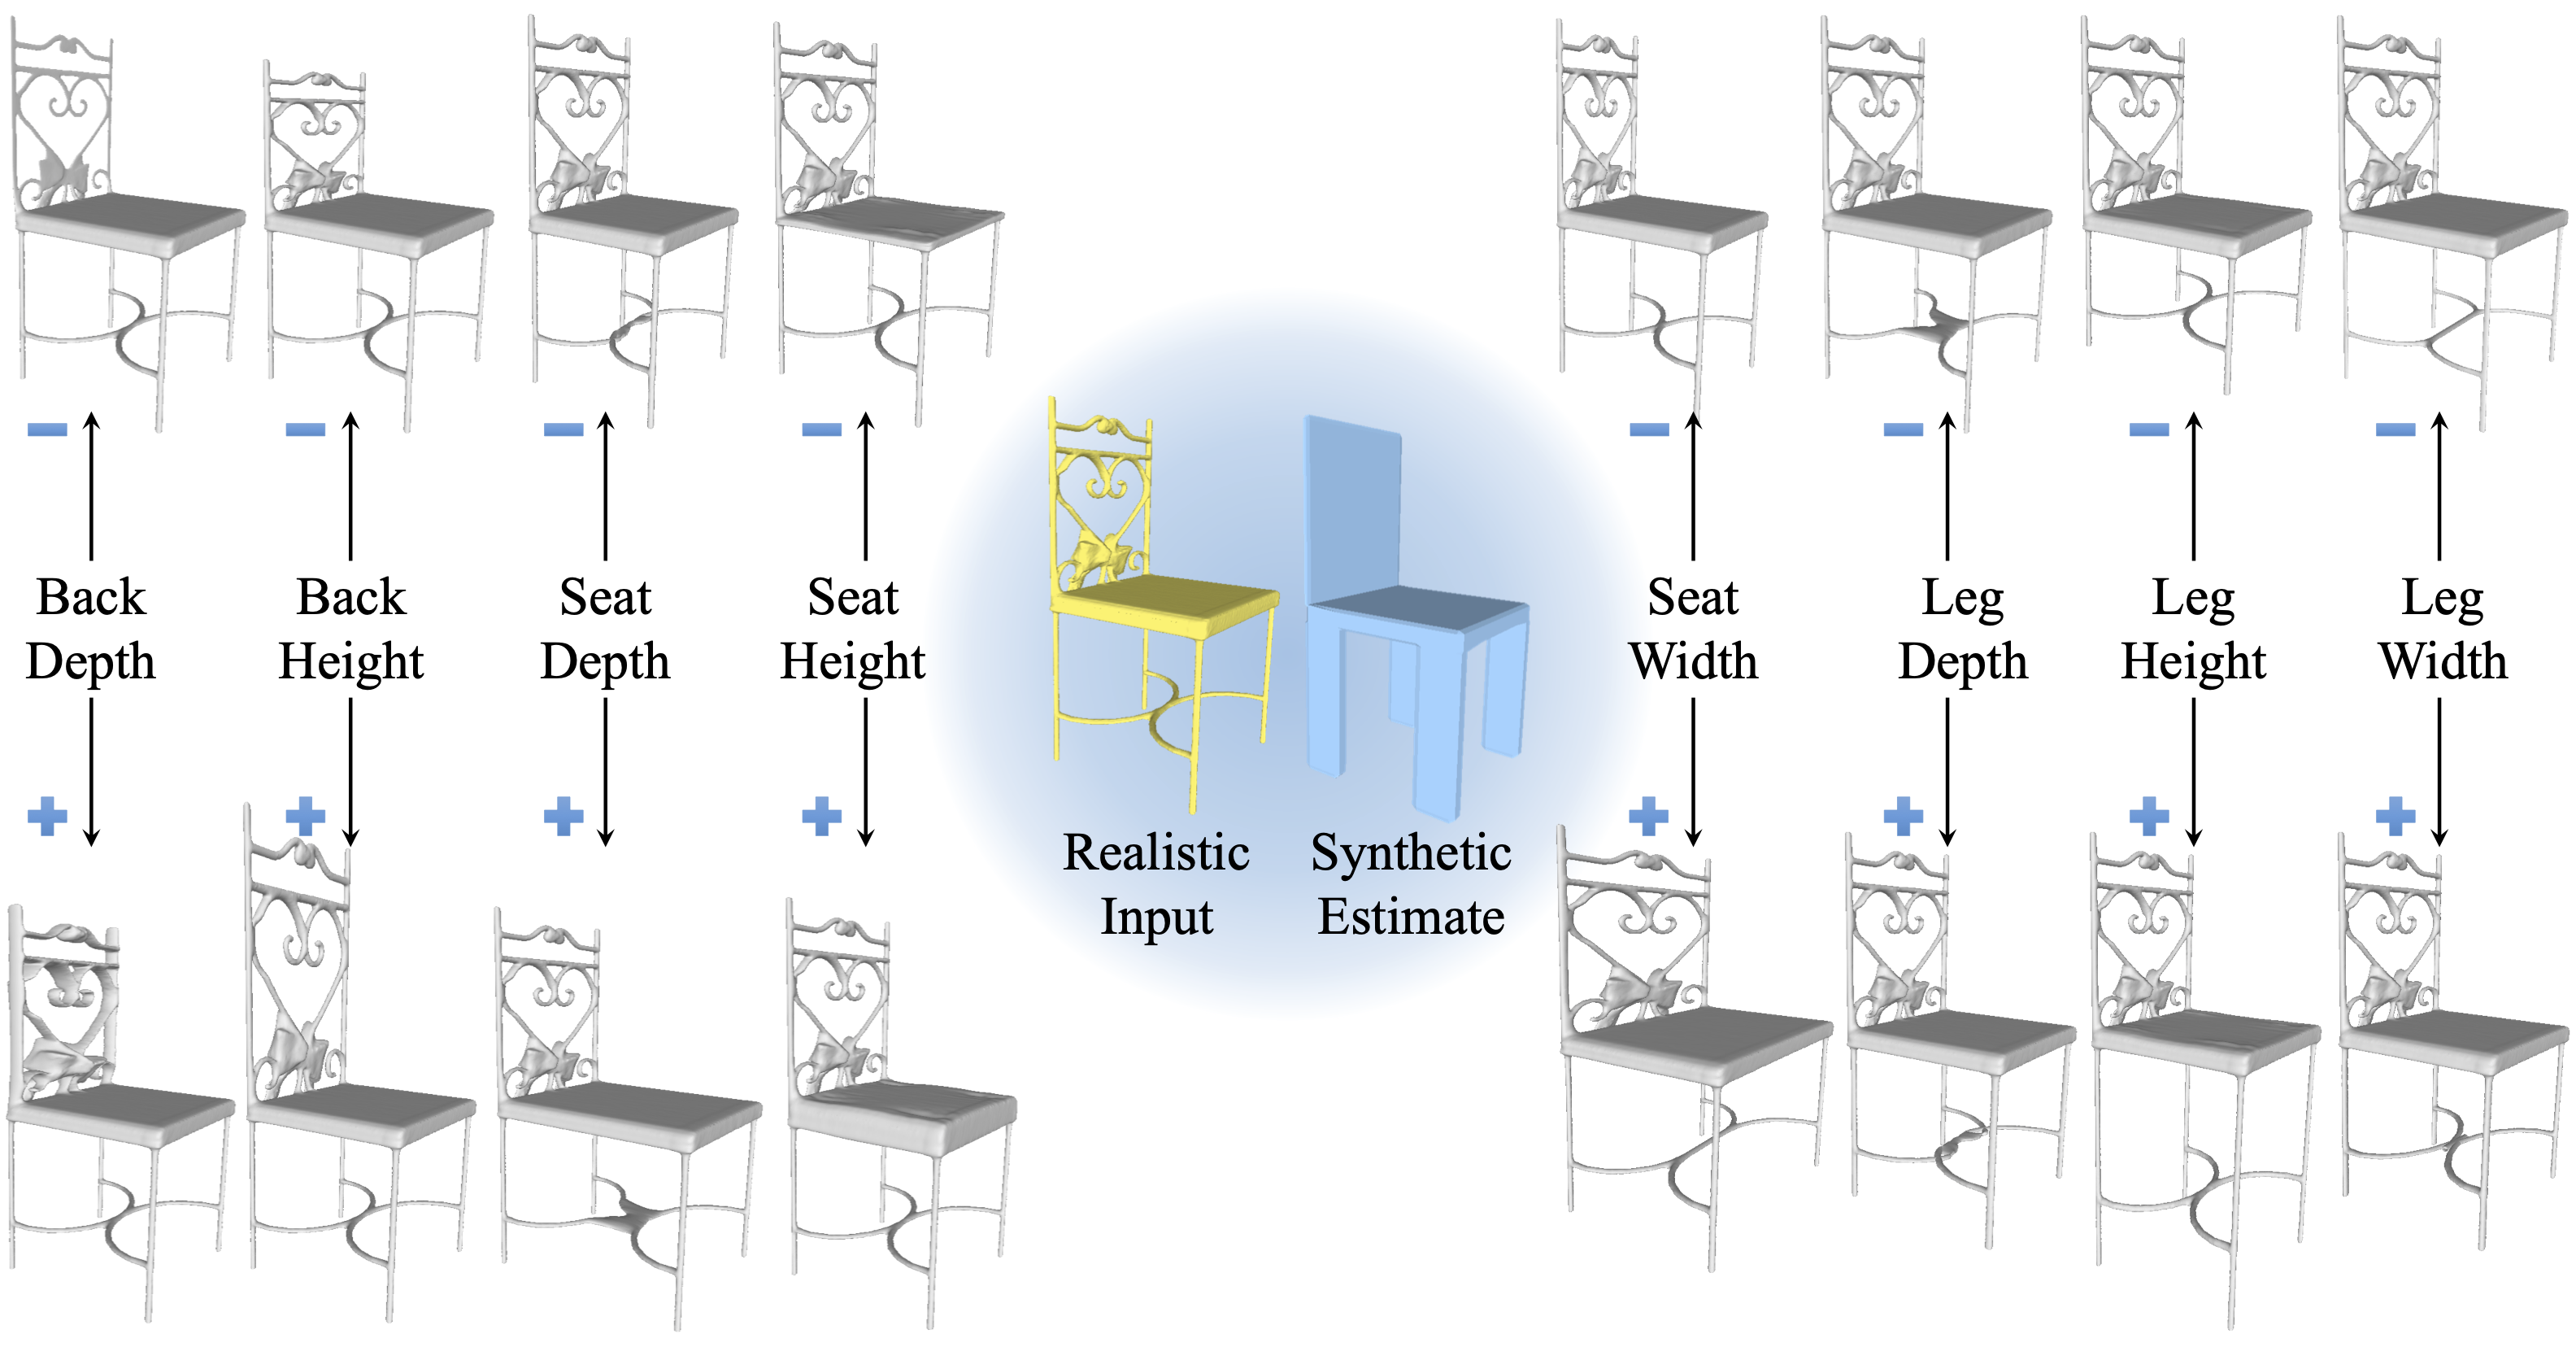 Back
Depth
Back
Height
Seat
Depth
Seat
Height
Realistic
Input
Synthetic
Estimate
Seat
Width
Leg
Depth
Leg
Height
Leg
Width